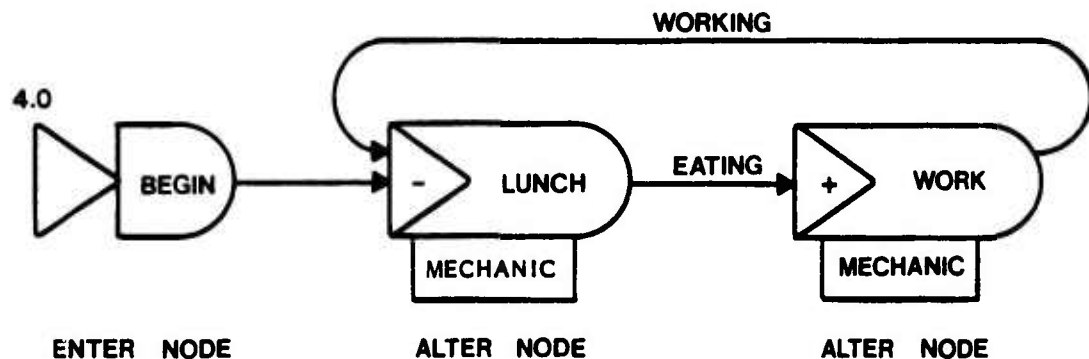 WORKING
4.0
BEGIN
-
LUNCH
EATING
+
WORK
MECHANIC
MECHANIC
ENTER NODE
ALTER NODE
ALTER NODE